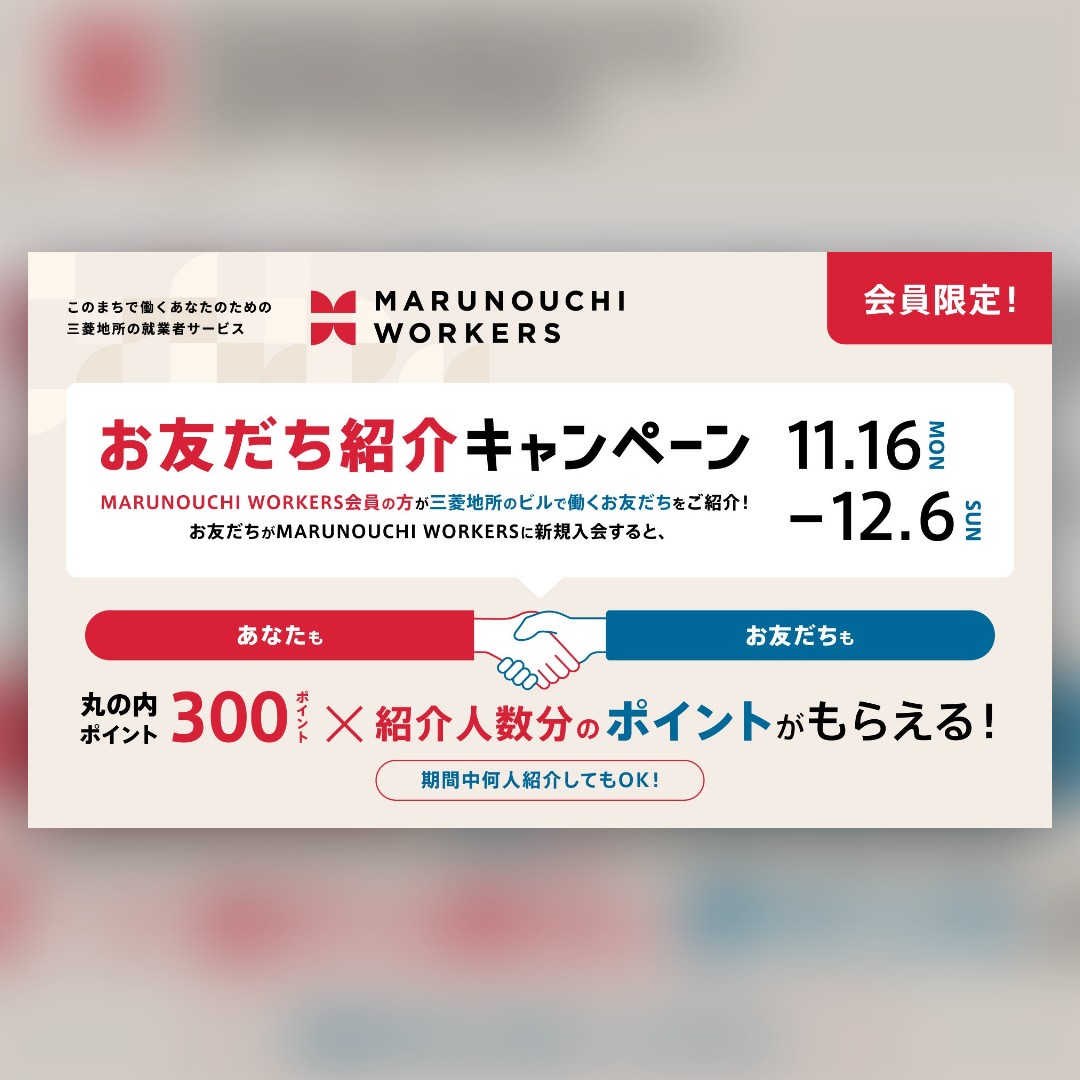 このまちで働くあなたのための
三菱地所の就業者サービス
MARUNOUCHI
WORKERS
会員限定!
お友だち紹介キャンペーン
11.16 MON
-12.6 SUN
MARUNOUCHI WORKERS会員の方が三菱地所のビルで働くお友だちをご紹介!
お友だちがMARUNOUCHI WORKERSに新規入会すると、
あなたも
お友だちも
丸の内ポイント 300ポイント×紹介人数分のポイントがもらえる!
期間中何人紹介してもOK!